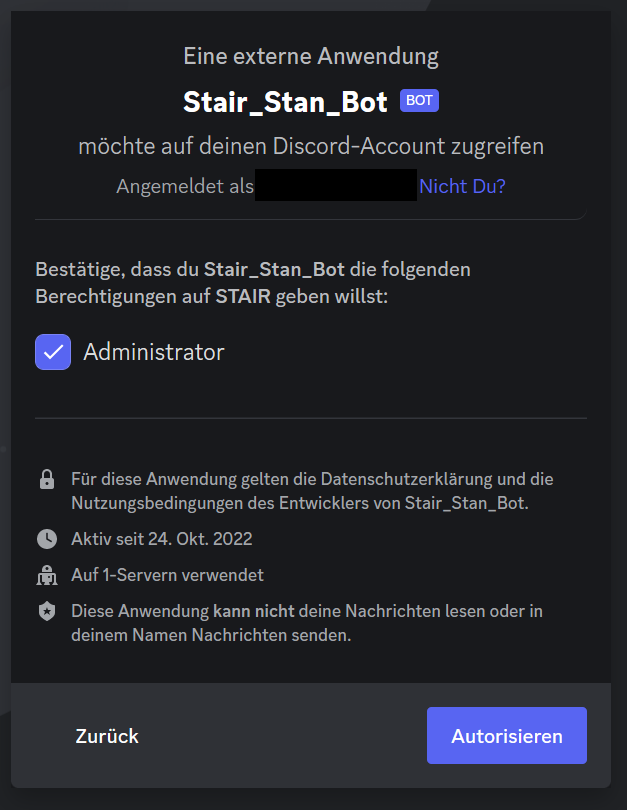 Eine externe Anwendung
Stair_Stan_Bot BOT
möchte auf deinen Discord-Account zugreifen
Angemeldet als Nicht Du?
Bestätige, dass du Stair_Stan_Bot die folgenden
Berechtigungen auf STAIR geben willst:
Administrator
Für diese Anwendung gelten die Datenschutzerklärung und die
Nutzungsbedingungen des Entwicklers von Stair_Stan_Bot.
Aktiv seit 24. Okt. 2022
Auf 1-Servern verwendet
Diese Anwendung kann nicht deine Nachrichten lesen oder in
deinem Namen Nachrichten senden.
Zurück
Autorisieren